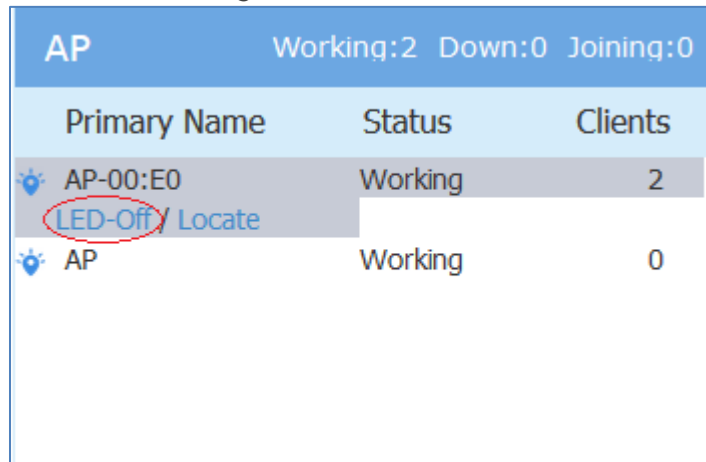 AP Working:2 Down:0 Joining:0
Primary Name Status Clients
AP-00:E0 Working 2
LED-Off / Locate
AP Working 0